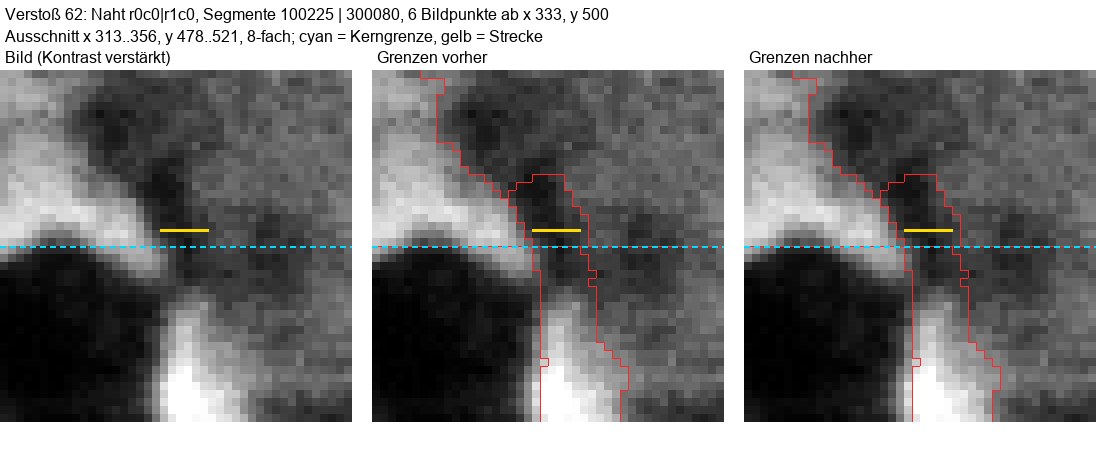 Verstoß 62: Naht r0c0|r1c0, Segmente 100225 | 300080, 6 Bildpunkte ab x 333, y 500
Ausschnitt x 313..356, y 478..521, 8-fach; cyan = Kerngrenze, gelb = Strecke
Bild (Kontrast verstärkt) Grenzen vorher Grenzen nachher